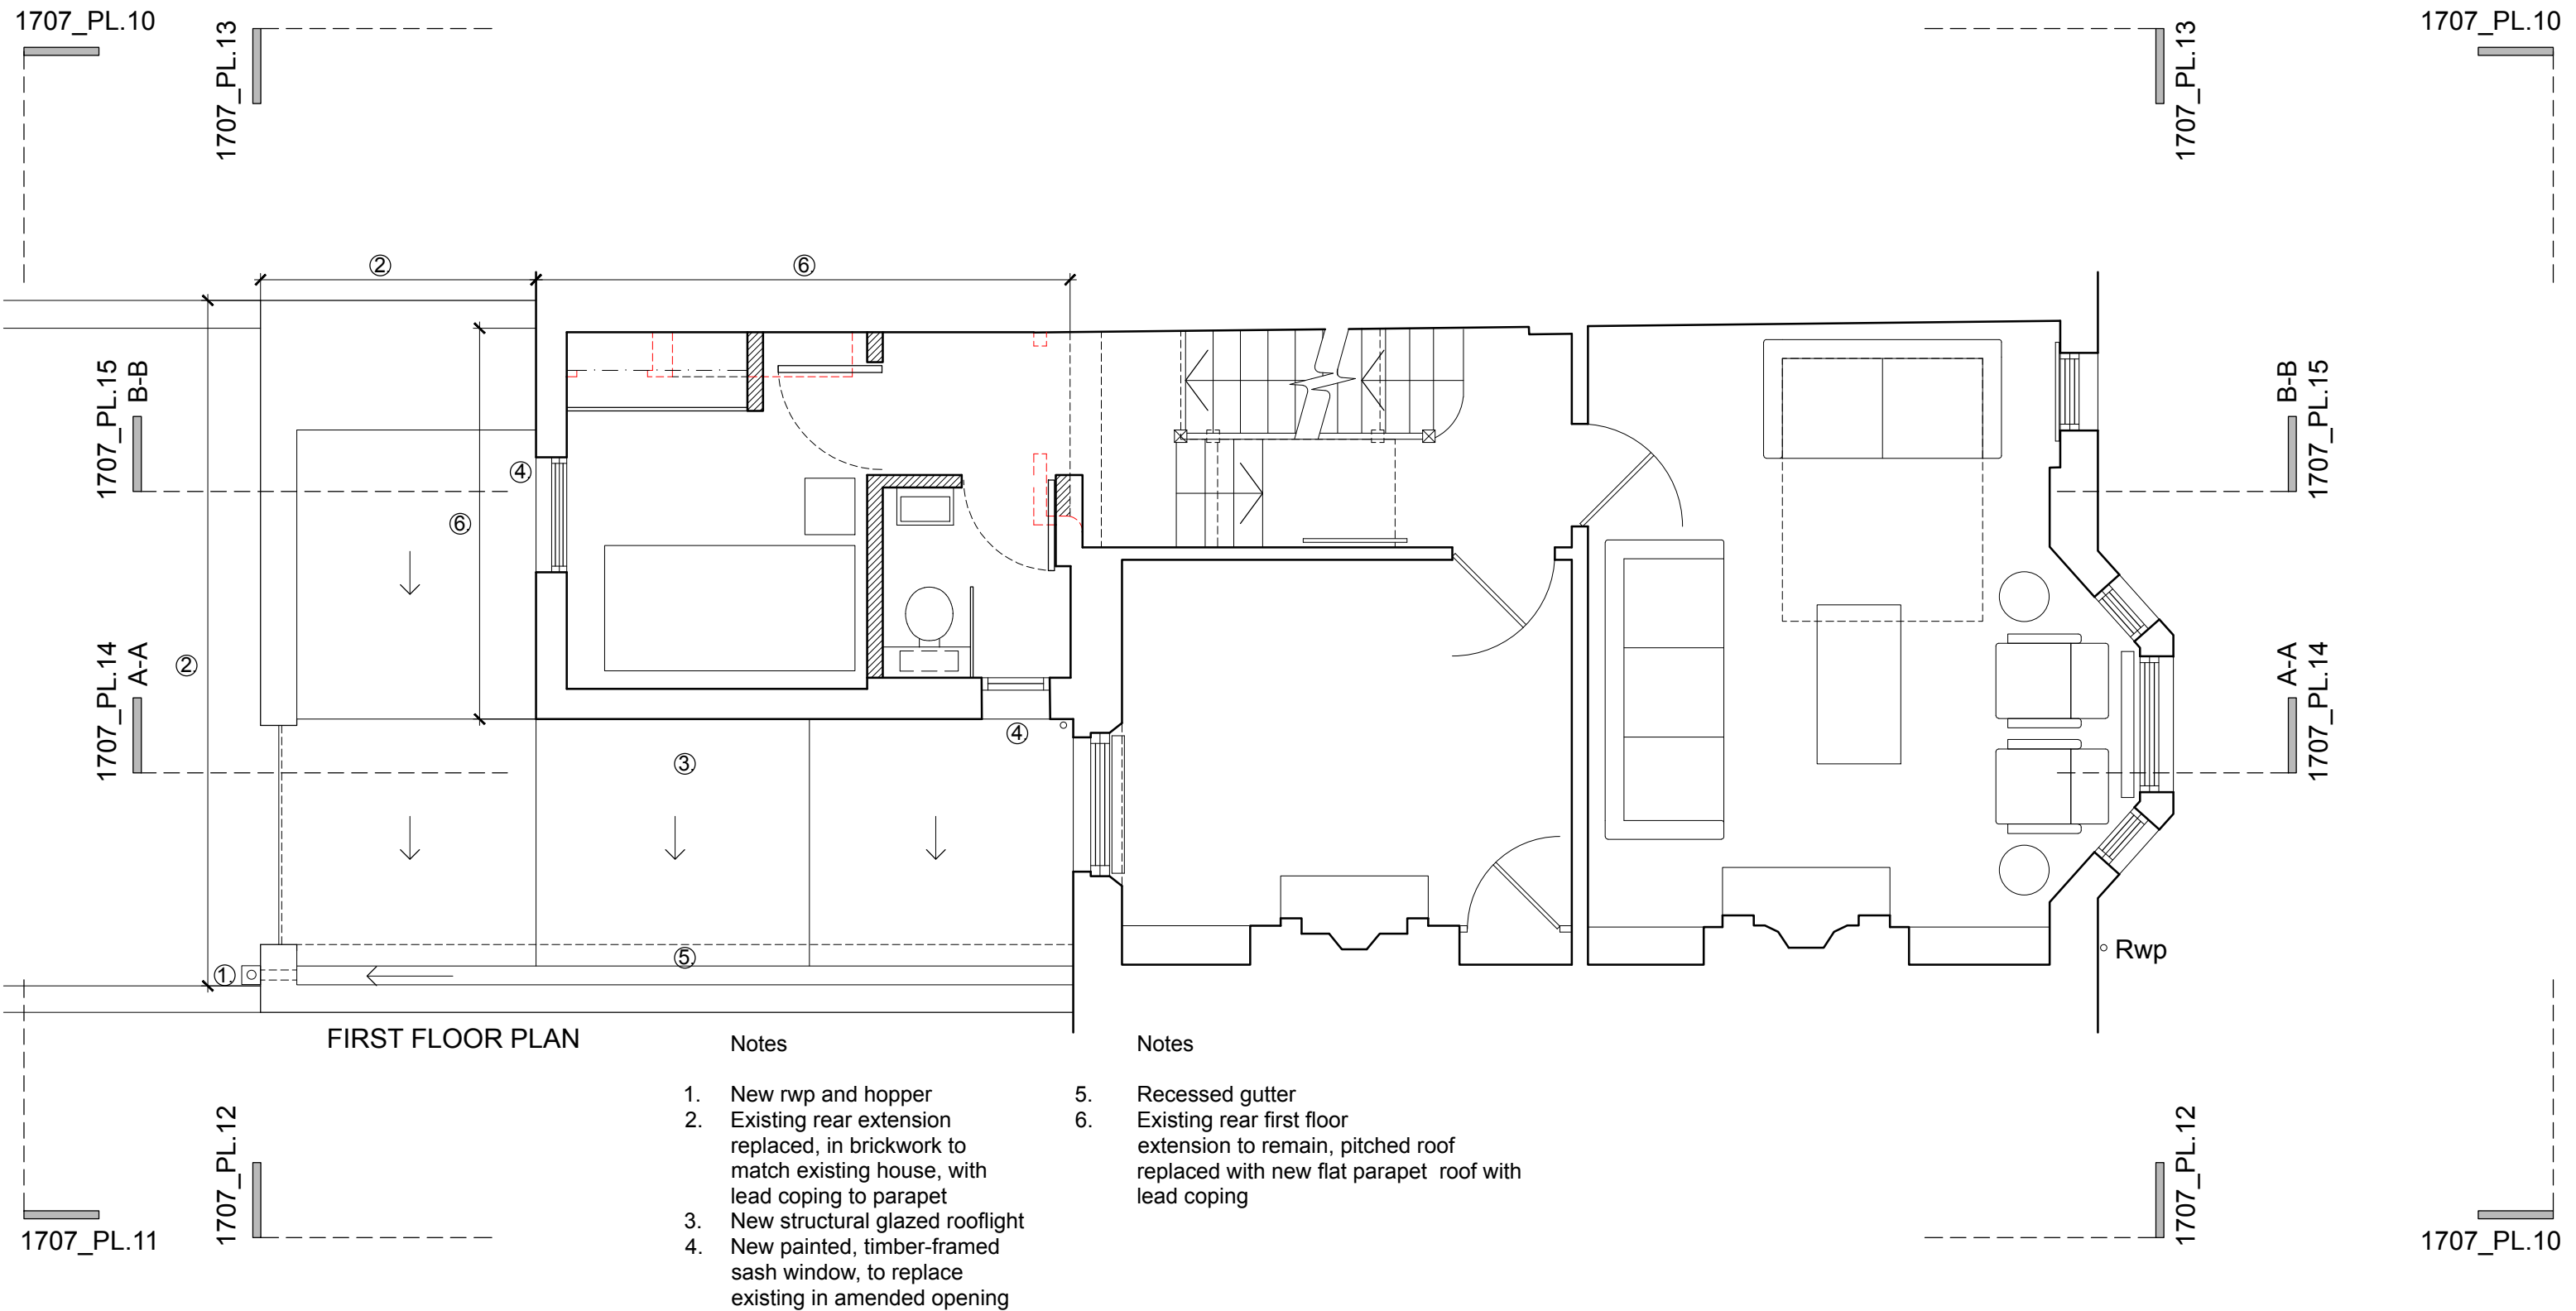 1707_PL.10
1707_PL.13
1707_PL.13
1707_PL.10
2
6
1707_PL.15
B-B
B-B
1707_PL.15
4
6
1707_PL.14
A-A
2
A-A
1707_PL.14
4
3
5
1
Rwp
FIRST FLOOR PLAN
Notes
1. New rwp and hopper
2. Existing rear extension
replaced, in brickwork to
match existing house, with
lead coping to parapet
3. New structural glazed rooflight
4. New painted, timber-framed
sash window, to replace
existing in amended opening
Notes
5. Recessed gutter
6. Existing rear first floor
extension to remain, pitched roof
replaced with new flat parapet roof with
lead coping
1707_PL.11
1707_PL.12
1707_PL.12
1707_PL.10